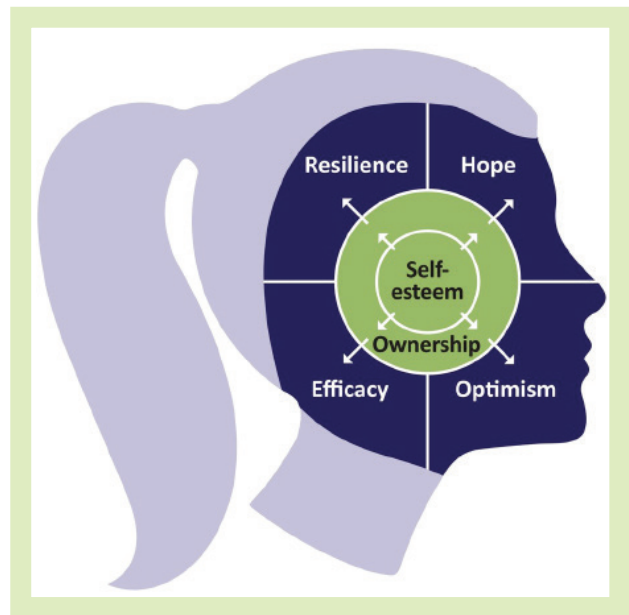 Resilience
Hope
Self-
esteem
Ownership
Efficacy
Optimism